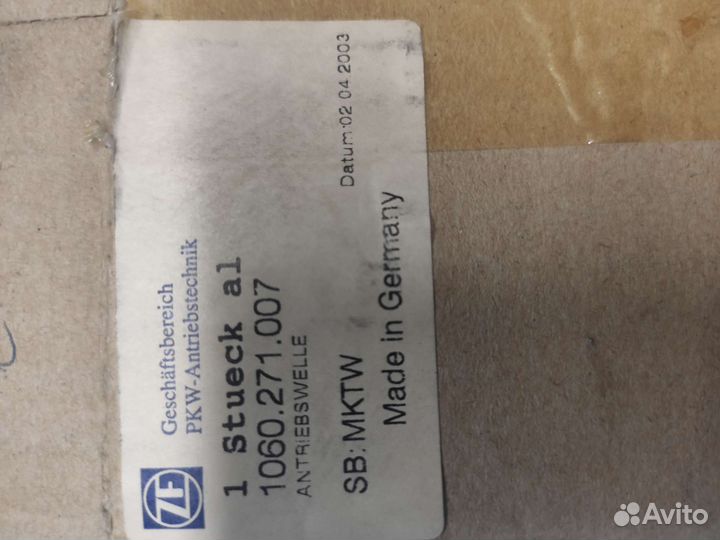 ZF
Geschäftsbereich
PKW-Antriebstechnik
1 Stueck al
1060.271.007
ANTRIEBSWELLE
SB: MKTW
Datum:02 04 2003
Made in Germany
Avito